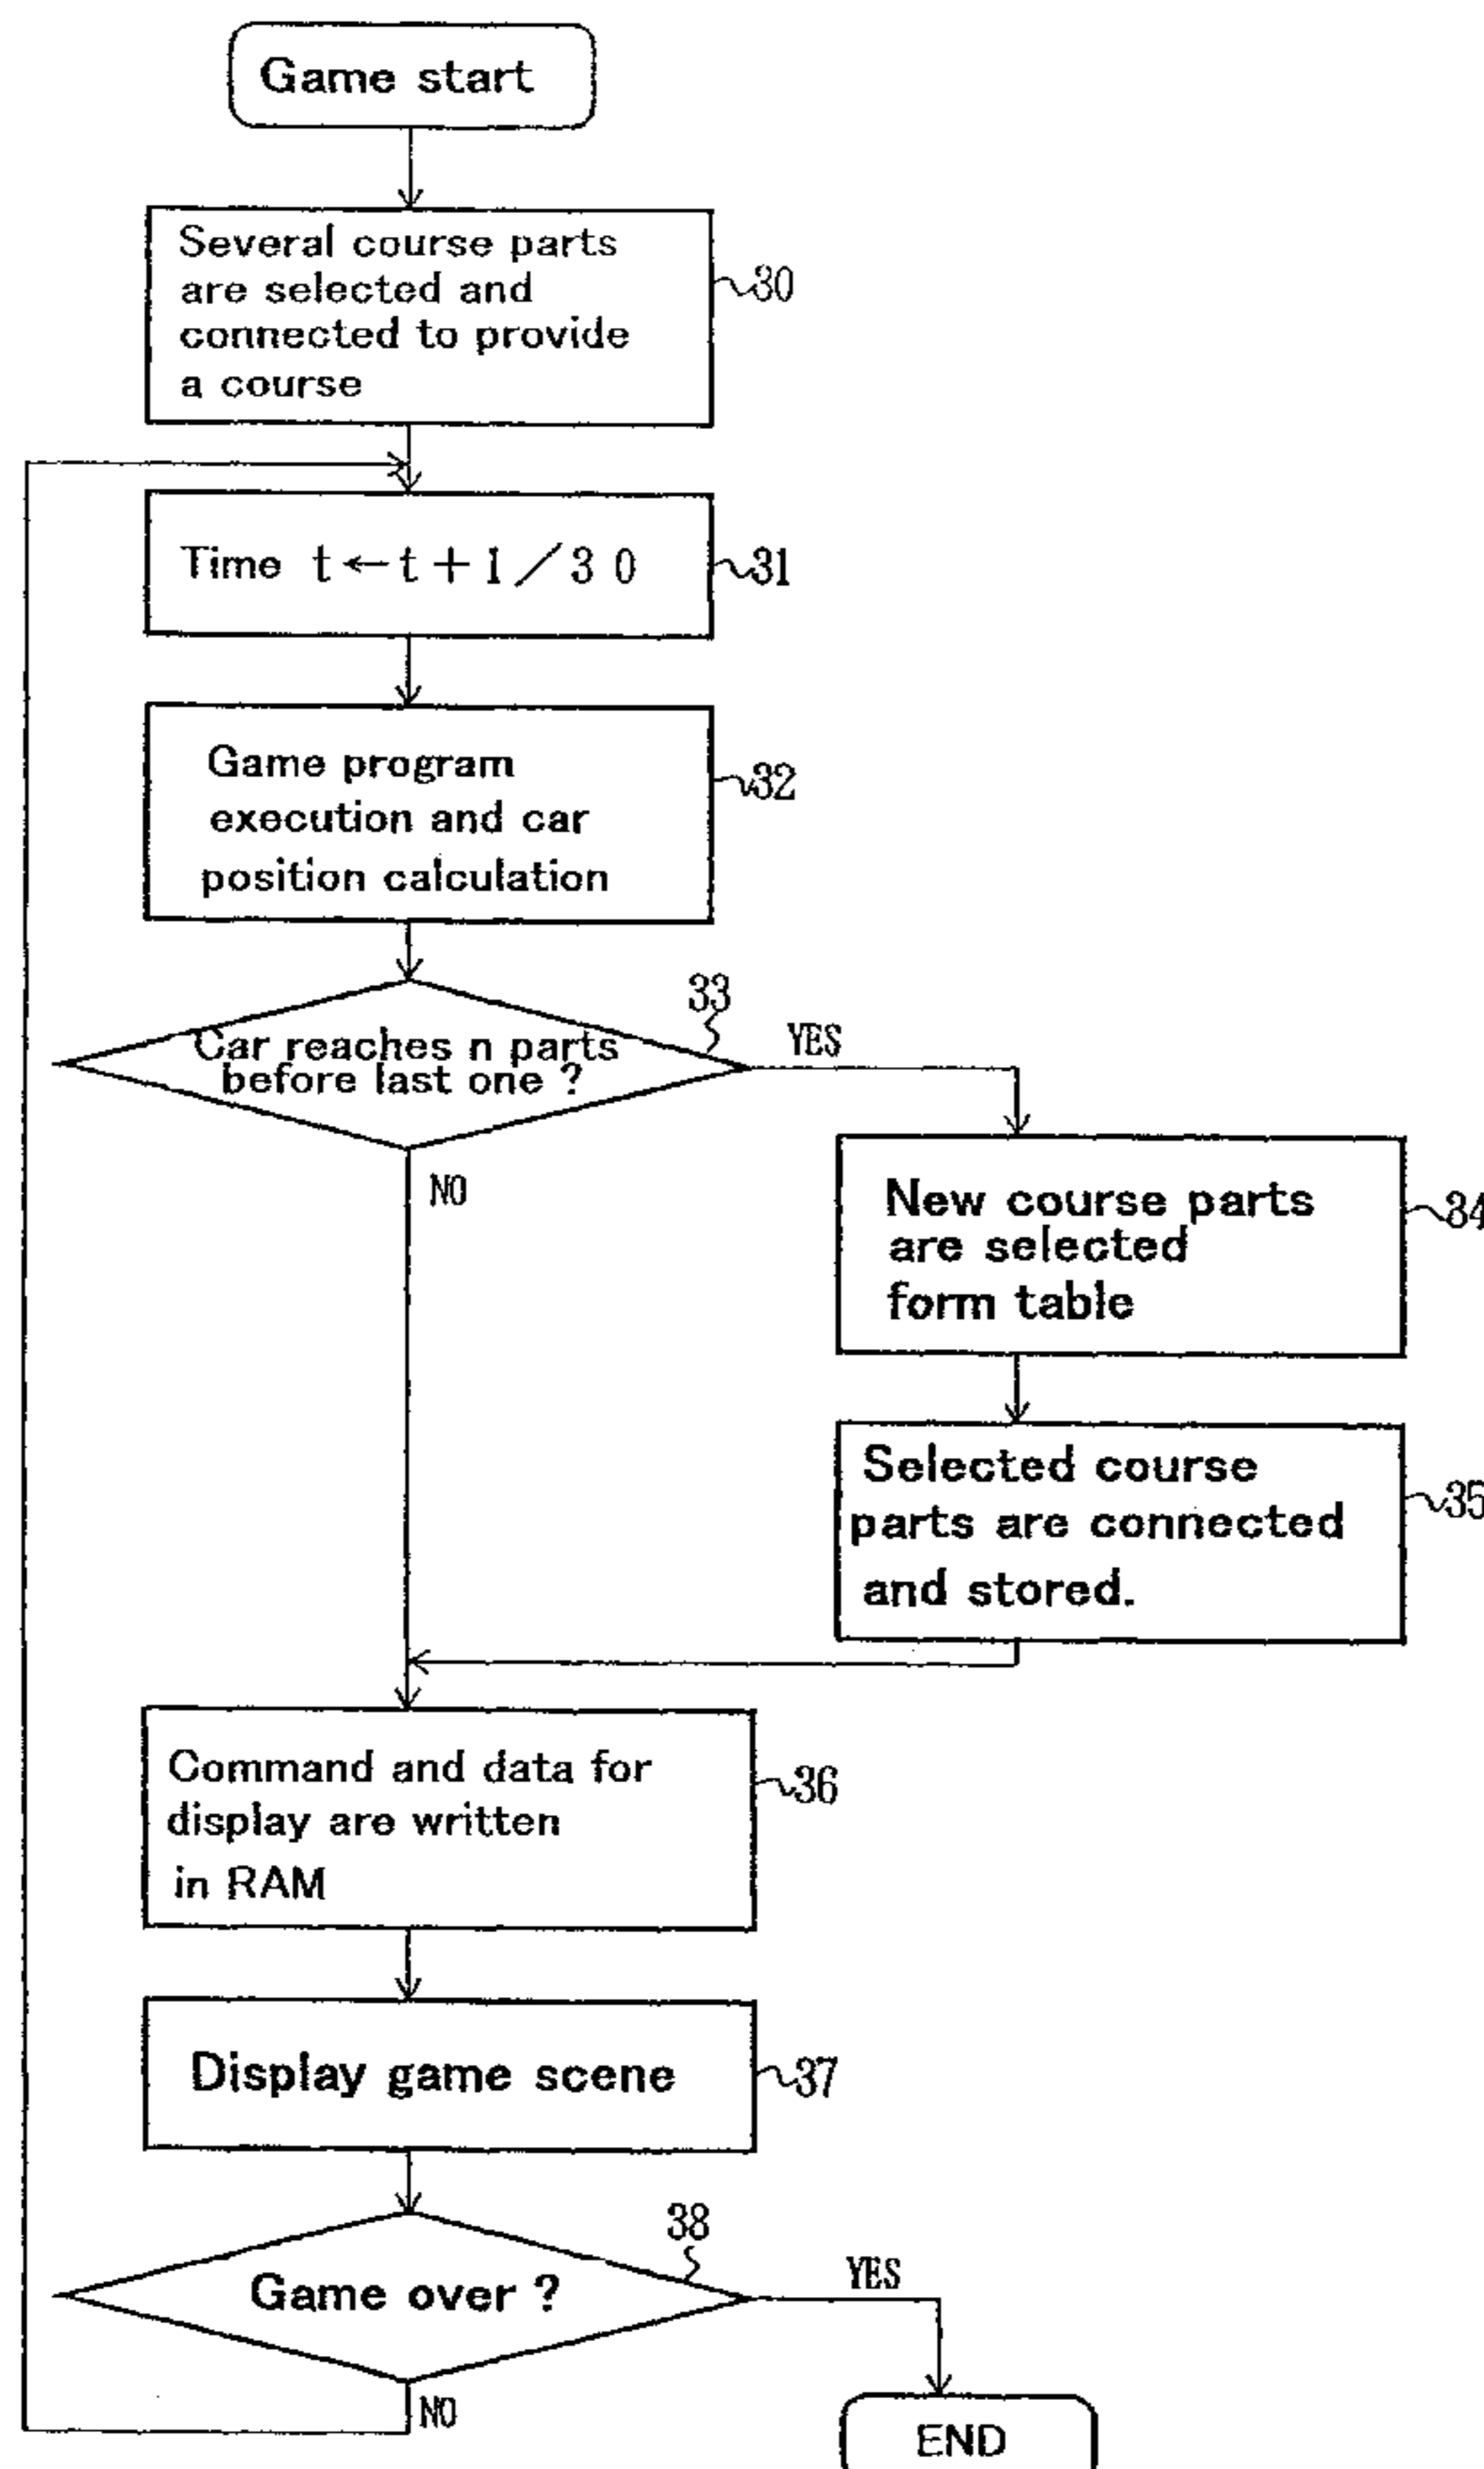 Game start
Several course parts
are selected and
connected to provide
a course
30
Time t←t+1/30
31
Game program
execution and car
position calculation
32
33
Car reaches n parts
before last one ?
YES
NO
New course parts
are selected
form table
34
Selected course
parts are connected
and stored.
35
Command and data for
display are written
in RAM
36
Display game scene
37
38
Game over ?
YES
NO
END